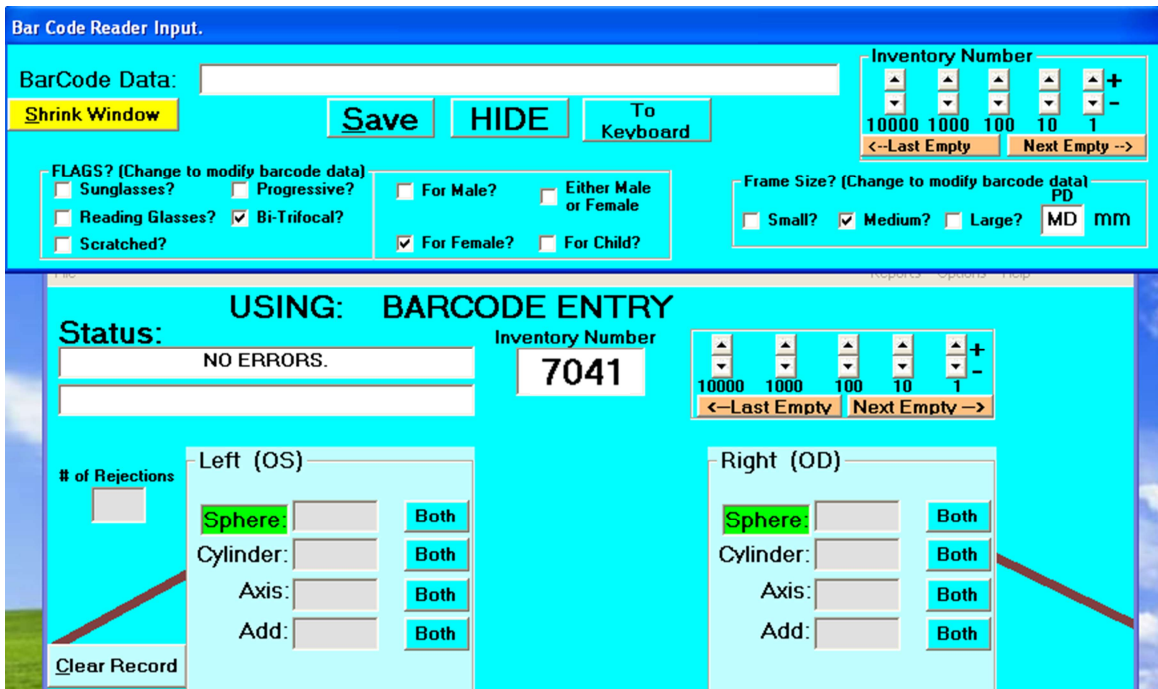 Bar Code Reader Input.
BarCode Data:
Shrink Window
Save
HIDE
To
Keyboard
Inventory Number
+
-
10000 1000 100 10 1
<--Last Empty
Next Empty -->
FLAGS? (Change to modify barcode data)
Sunglasses?
Progressive?
Reading Glasses?
Bi-Trifocal?
Scratched?
For Male?
Either Male
or Female
For Female?
For Child?
Frame Size? (Change to modify barcode data)
PD
Small?
Medium?
Large?
MD mm
File
Reports Options Help
USING: BARCODE ENTRY
Status:
NO ERRORS.
Inventory Number
7041
+
-
10000 1000 100 10 1
<--Last Empty
Next Empty -->
# of Rejections
Left (OS)
Sphere:
Both
Cylinder:
Both
Axis:
Both
Add:
Both
Right (OD)
Sphere:
Both
Cylinder:
Both
Axis:
Both
Add:
Both
Clear Record